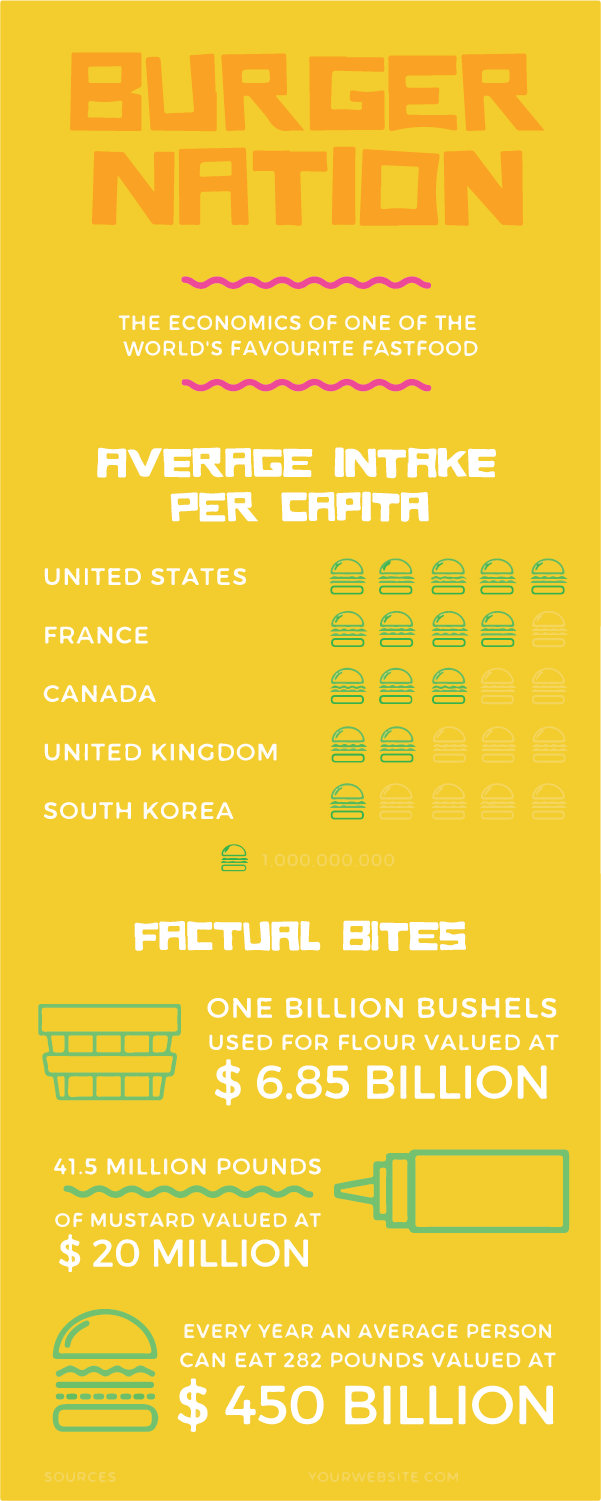 BURGER
NATION
THE ECONOMICS OF ONE OF THE
WORLD'S FAVOURITE FASTFOOD
AVERAGE INTAKE
PER CAPITA
UNITED STATES
FRANCE
CANADA
UNITED KINGDOM
SOUTH KOREA
1.000.000.000
FACTUAL BITES
ONE BILLION BUSHELS
USED FOR FLOUR VALUED AT
$ 6.85 BILLION
41.5 MILLION POUNDS
OF MUSTARD VALUED AT
$ 20 MILLION
EVERY YEAR AN AVERAGE PERSON
CAN EAT 282 POUNDS VALUED AT
$ 450 BILLION
SOURCES
YOURWEBSITE.COM